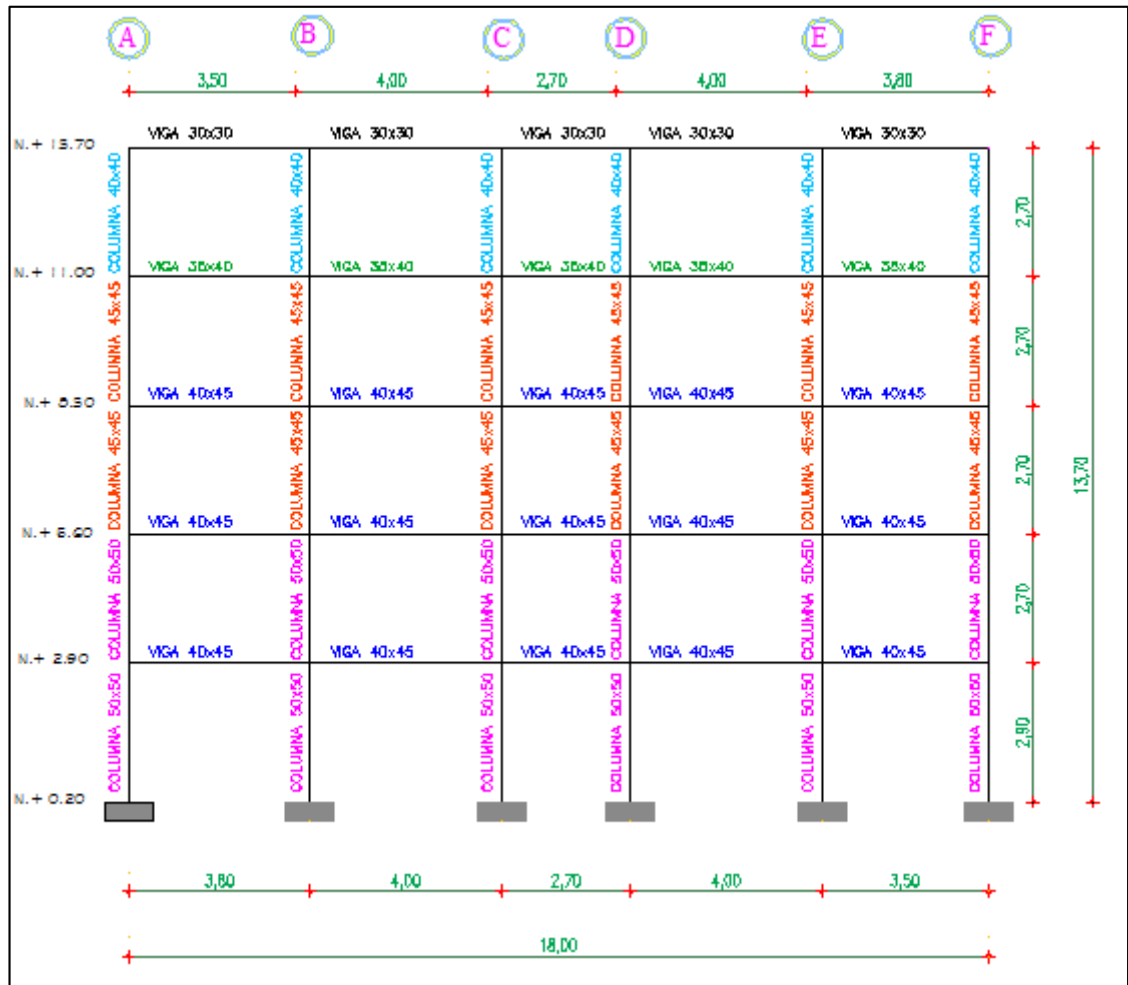 A B C D E F
3,50 4,00 2,70 4,00 3,80
VIGA 30x30 VIGA 30x30 VIGA 30x30 VIGA 30x30 VIGA 30x30
N.+ 13.70
COLUMNA 40x40 COLUMNA 40x40 COLUMNA 40x40 COLUMNA 40x40 COLUMNA 40x40 COLUMNA 40x40
2,70
VIGA 35x40 VIGA 35x40 VIGA 35x40 VIGA 35x40 VIGA 35x40
N.+ 11.00
COLUMNA 45x45 COLUMNA 45x45 COLUMNA 45x45 COLUMNA 45x45 COLUMNA 45x45 COLUMNA 45x45
2,70
VIGA 40x45 VIGA 40x45 VIGA 40x45 VIGA 40x45 VIGA 40x45
N.+ 8.30
COLUMNA 45x45 COLUMNA 45x45 COLUMNA 45x45 COLUMNA 45x45 COLUMNA 45x45 COLUMNA 45x45
2,70
13,70
VIGA 40x45 VIGA 40x45 VIGA 40x45 VIGA 40x45 VIGA 40x45
N.+ 5.60
COLUMNA 50x50 COLUMNA 50x50 COLUMNA 50x50 COLUMNA 50x50 COLUMNA 50x50 COLUMNA 50x50
2,70
VIGA 40x45 VIGA 40x45 VIGA 40x45 VIGA 40x45 VIGA 40x45
N.+ 2.90
COLUMNA 50x50 COLUMNA 50x50 COLUMNA 50x50 COLUMNA 50x50 COLUMNA 50x50 COLUMNA 50x50
2,90
N.+ 0.20
3,80 4,00 2,70 4,00 3,50
18,00